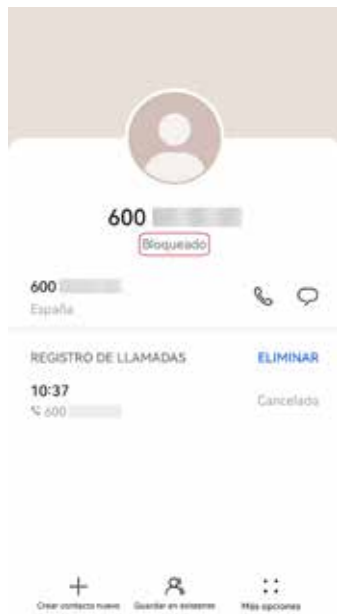 600
Bloqueado
600
España
REGISTRO DE LLAMADAS ELIMINAR
10:37 Cancelado
600
Crear contacto nuevo Guardar en existente Más opciones